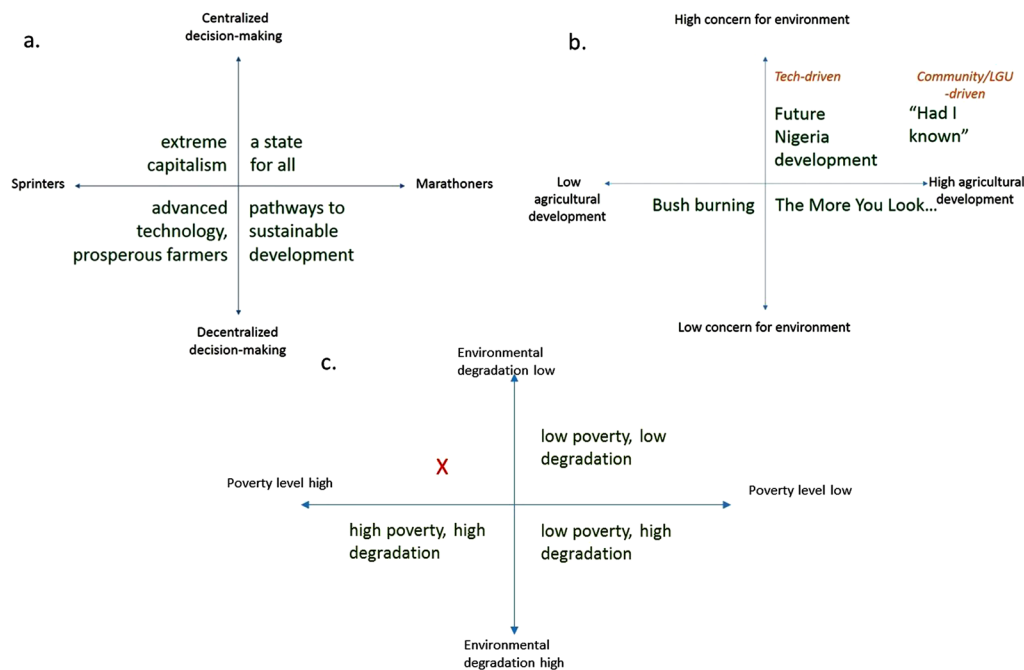 a.
Centralized
decision-making
extreme
capitalism
a state
for all
Sprinters
Marathoners
advanced
technology,
prosperous farmers
pathways to
sustainable
development
Decentralized
decision-making
b.
High concern for environment
Tech-driven
Community/LGU
-driven
Future
Nigeria
development
“Had I
known”
Low
agricultural
development
High agricultural
development
Bush burning
The More You Look...
Low concern for environment
c.
Environmental
degradation low
low poverty, low
degradation
X
Poverty level high
Poverty level low
high poverty, high
degradation
low poverty, high
degradation
Environmental
degradation high